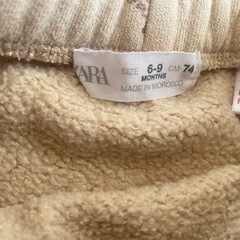 ZARA
SIZE 6-9 MONTHS CM 74
MADE IN MOROCCO